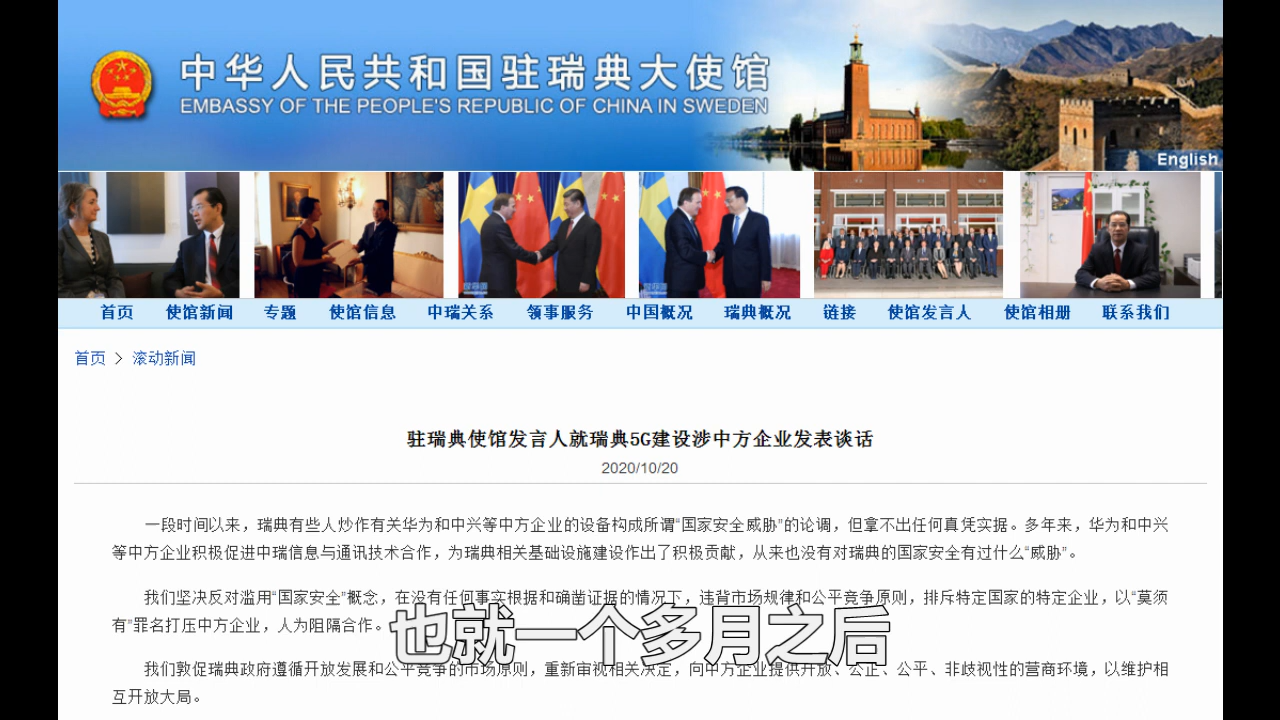 中华人民共和国驻瑞典大使馆
EMBASSY OF THE PEOPLE'S REPUBLIC OF CHINA IN SWEDEN
English
首页 使馆新闻 专题 使馆信息 中瑞关系 领事服务 中国概况 瑞典概况 链接 使馆发言人 使馆相册 联系我们
首页 > 滚动新闻
驻瑞典使馆发言人就瑞典5G建设涉中方企业发表谈话
2020/10/20
一段时间以来，瑞典有些人炒作有关华为和中兴等中方企业的设备构成所谓“国家安全威胁”的论调，但拿不出任何真凭实据。多年来，华为和中兴
等中方企业积极促进中瑞信息与通讯技术合作，为瑞典相关基础设施建设作出了积极贡献，从来也没有对瑞典的国家安全有过什么“威胁”。
我们坚决反对滥用“国家安全”概念，在没有任何事实根据和确凿证据的情况下，违背市场规律和公平竞争原则，排斥特定国家的特定企业，以“莫须
有”罪名打压中方企业，人为阻隔合作。
也就一个多月之后
我们敦促瑞典政府遵循开放发展和公平竞争的市场原则，重新审视相关决定，向中方企业提供开放、公正、公平、非歧视性的营商环境，以维护相
互开放大局。